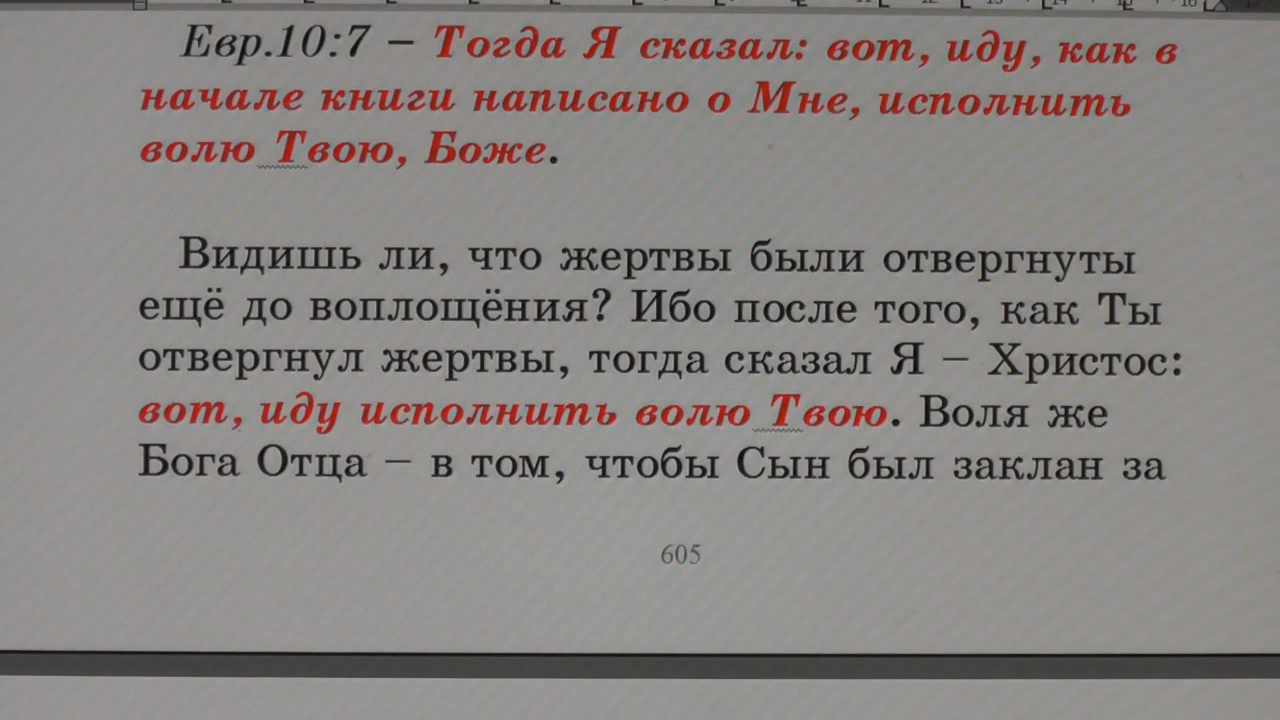 Евр.10:7 – Тогда Я сказал: вот, иду, как в
начале книги написано о Мне, исполнить
волю Твою, Боже.
Видишь ли, что жертвы были отвергнуты
ещё до воплощёния? Ибо после того, как Ты
отвергнул жертвы, тогда сказал Я – Христос:
вот, иду исполнить волю Твою. Воля же
Бога Отца – в том, чтобы Сын был заклан за
605